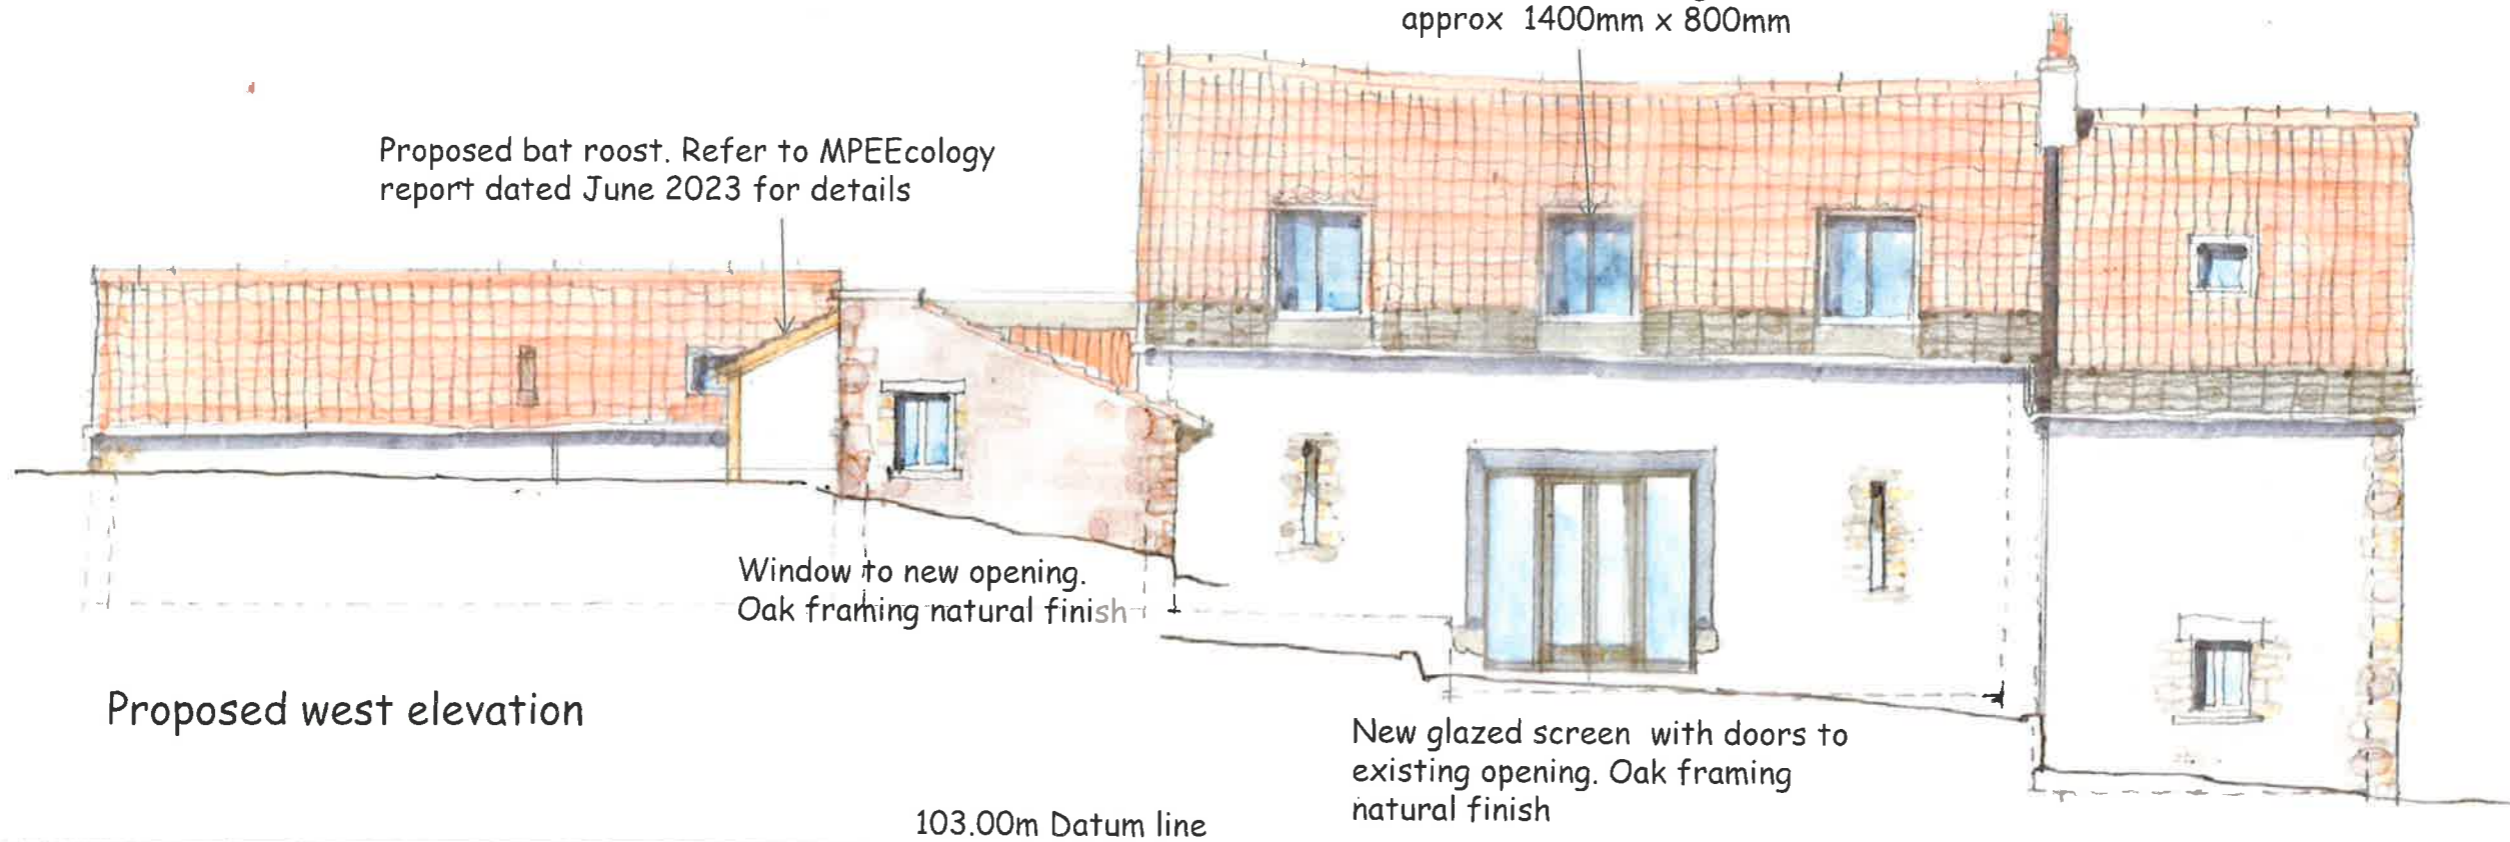 approx 1400mm x 800mm
Proposed bat roost. Refer to MPEEcology
report dated June 2023 for details
Window to new opening.
Oak framing natural finish
Proposed west elevation
New glazed screen with doors to
existing opening. Oak framing
natural finish
103.00m Datum line